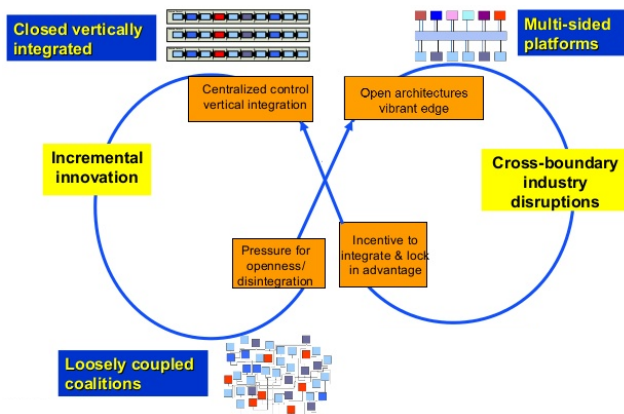 Closed vertically
integrated
Multi-sided
platforms
Centralized control
vertical integration
Open architectures
vibrant edge
Incremental
innovation
Cross-boundary
industry
disruptions
Pressure for
openness/
disintegration
Incentive to
integrate & lock
in advantage
Loosely coupled
coalitions